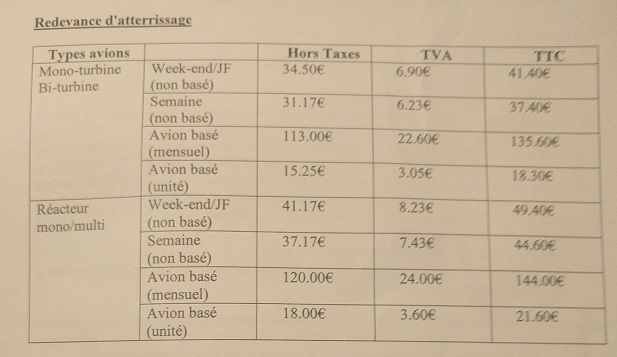 Redevance d'atterrissage
Types avions Hors Taxes TVA TTC
Mono-turbine Week-end/JF 34.50€ 6.90€ 41.40€
Bi-turbine (non basé)
Semaine 31.17€ 6.23€ 37.40€
(non basé)
Avion basé 113.00€ 22.60€ 135.60€
(mensuel)
Avion basé 15.25€ 3.05€ 18.30€
(unité)
Réacteur Week-end/JF 41.17€ 8.23€ 49.40€
mono/multi (non basé)
Semaine 37.17€ 7.43€ 44.60€
(non basé)
Avion basé 120.00€ 24.00€ 144.00€
(mensuel)
Avion basé 18.00€ 3.60€ 21.60€
(unité)